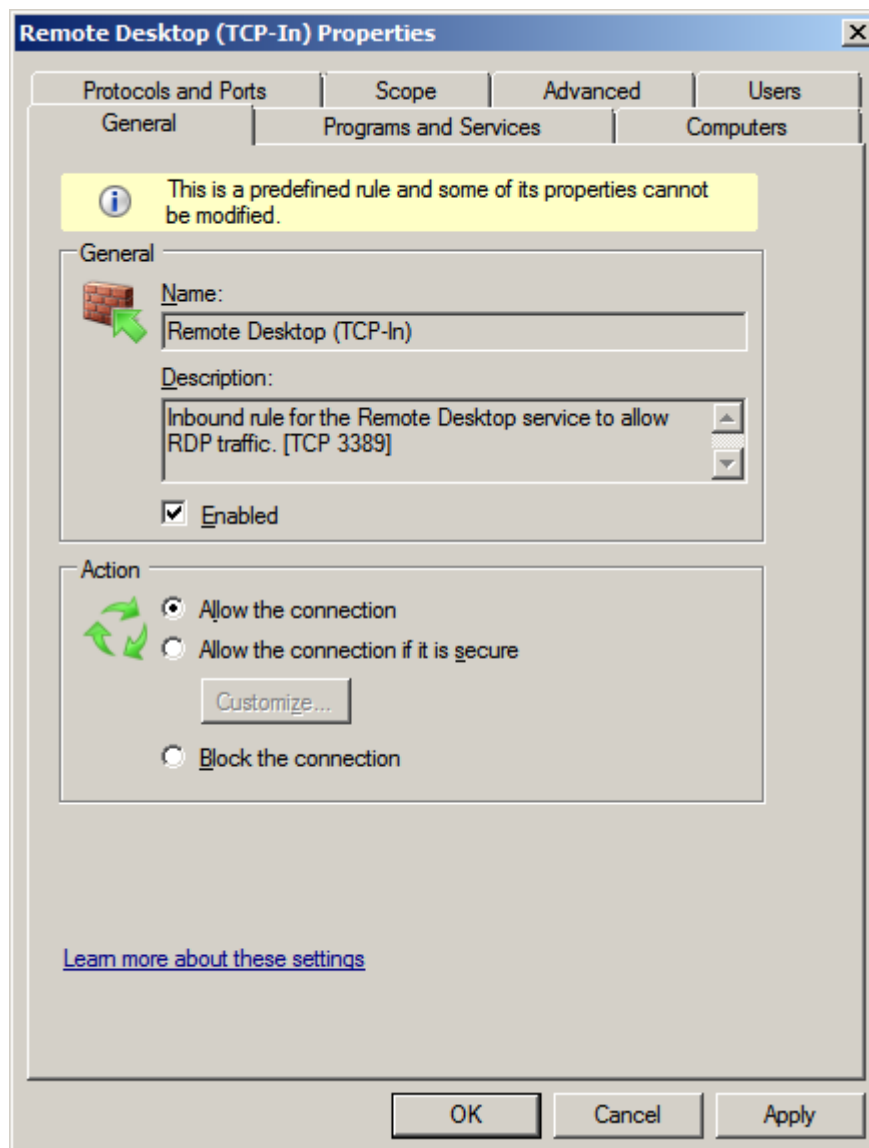 Remote Desktop (TCP-In) Properties
Protocols and Ports
Scope
Advanced
Users
General
Programs and Services
Computers
This is a predefined rule and some of its properties cannot
be modified.
General
Name:
Remote Desktop (TCP-In)
Description:
Inbound rule for the Remote Desktop service to allow
RDP traffic. [TCP 3389]
Enabled
Action
Allow the connection
Allow the connection if it is secure
Customize...
Block the connection
Learn more about these settings
OK
Cancel
Apply